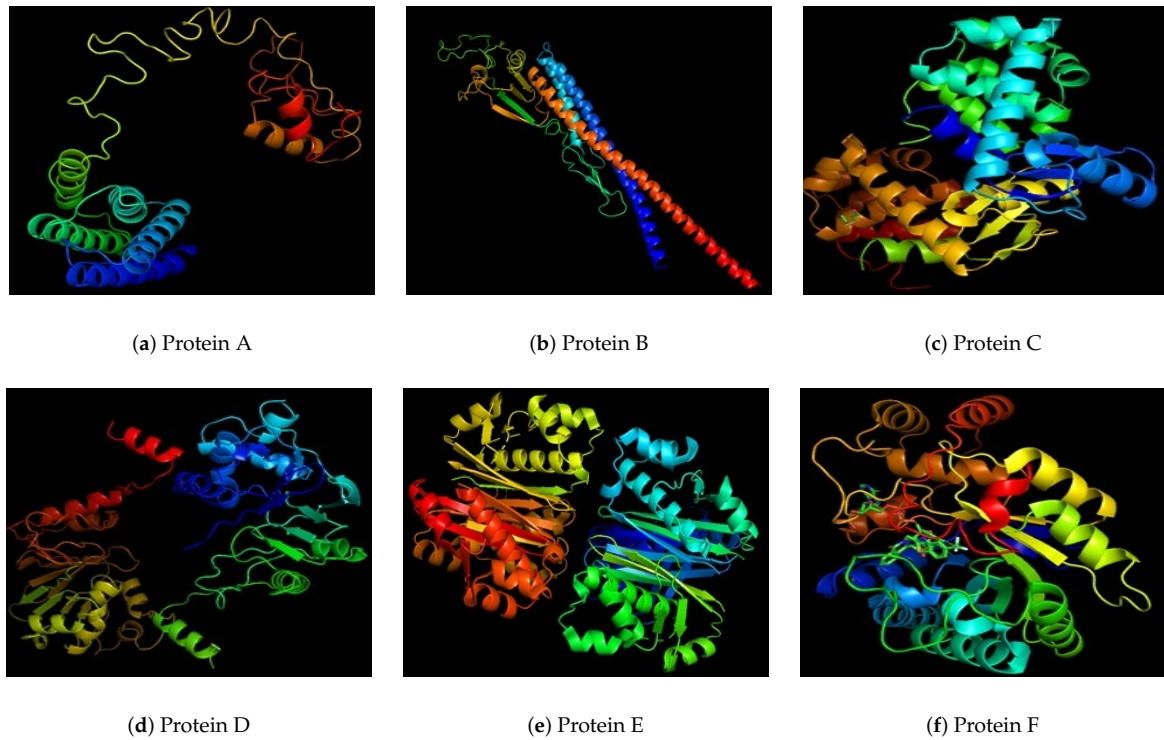 (a) Protein A
(b) Protein B
(c) Protein C
(d) Protein D
(e) Protein E
(f) Protein F